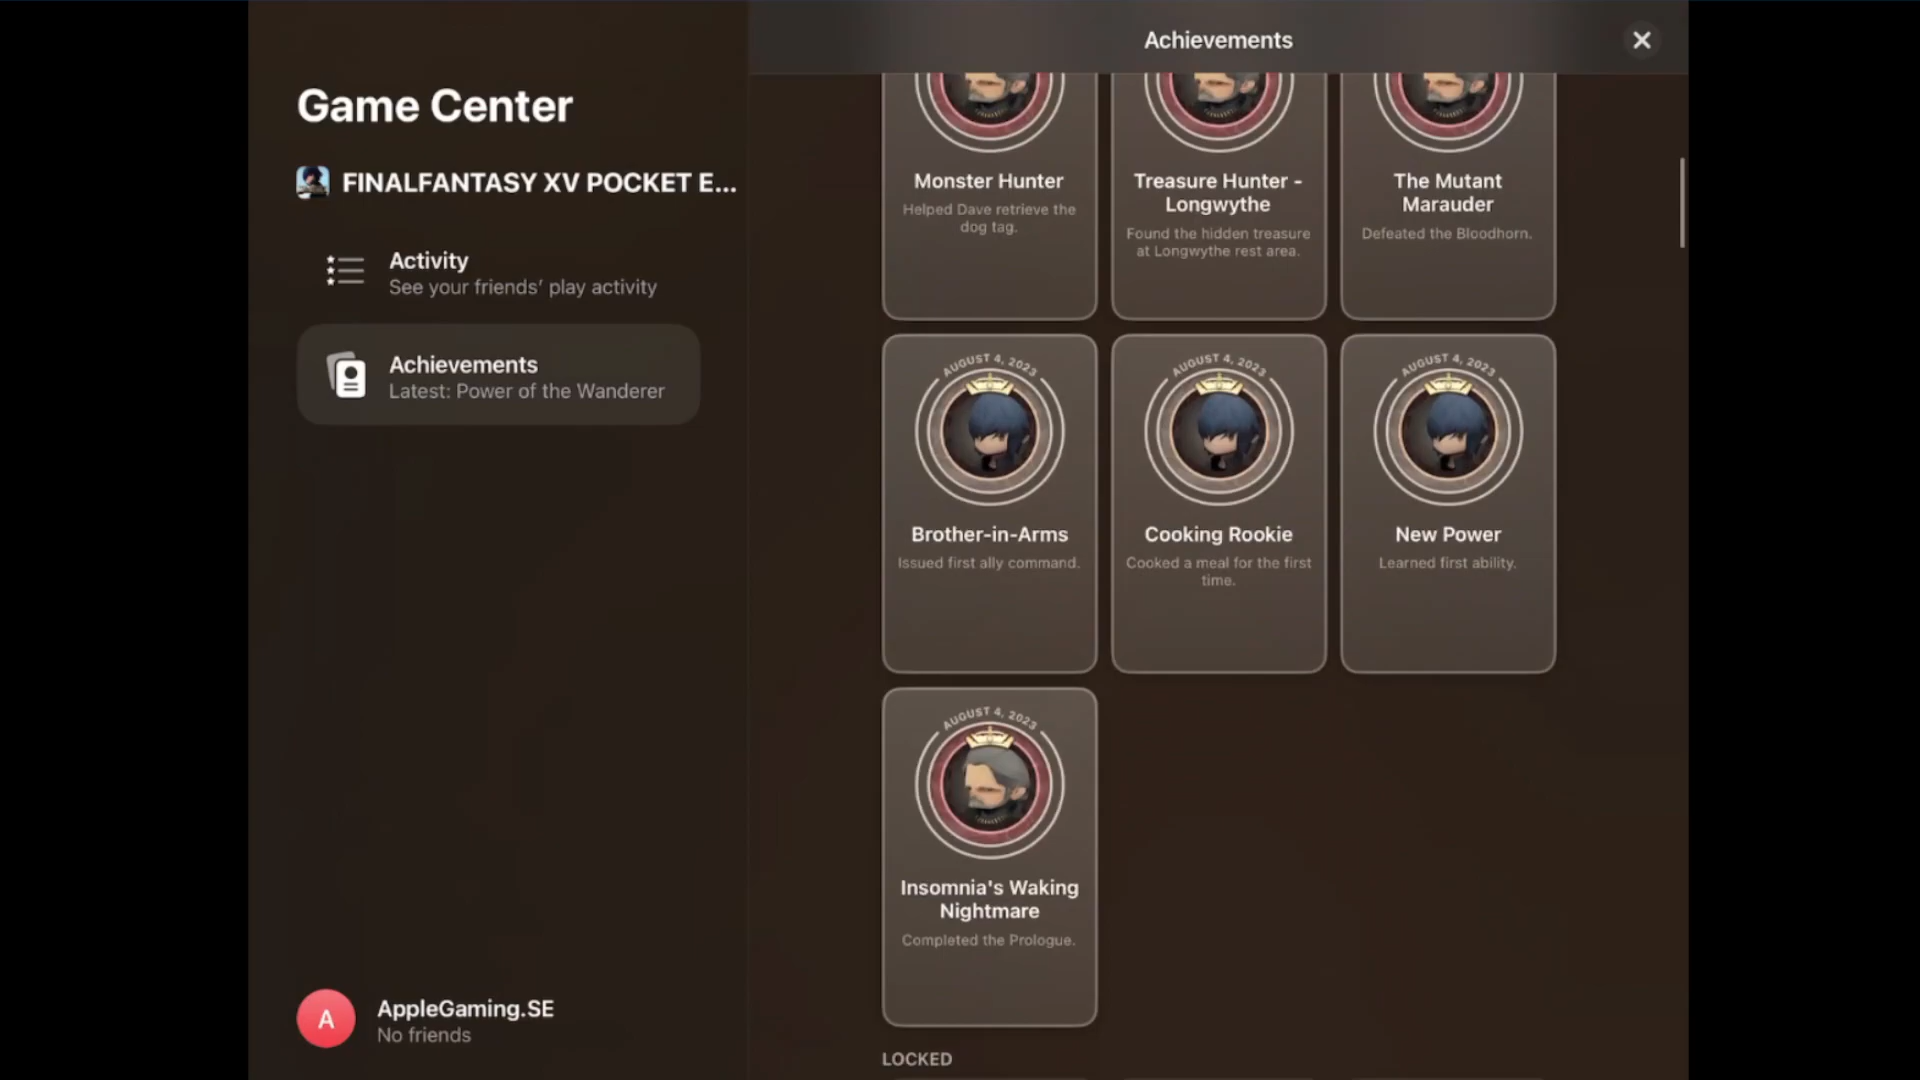 Achievements
Game Center
FINALFANTASY XV POCKET E...
Activity
See your friends' play activity
Achievements
Latest: Power of the Wanderer
A
AppleGaming.SE
No friends
Monster Hunter
Helped Dave retrieve the
dog tag.
Treasure Hunter -
Longwythe
Found the hidden treasure
at Longwythe rest area.
The Mutant
Marauder
Defeated the Bloodhorn.
AUGUST 4, 2023
Brother-in-Arms
Issued first ally command.
AUGUST 4, 2023
Cooking Rookie
Cooked a meal for the first
time.
AUGUST 4, 2023
New Power
Learned first ability.
AUGUST 4, 2023
Insomnia's Waking
Nightmare
Completed the Prologue.
LOCKED